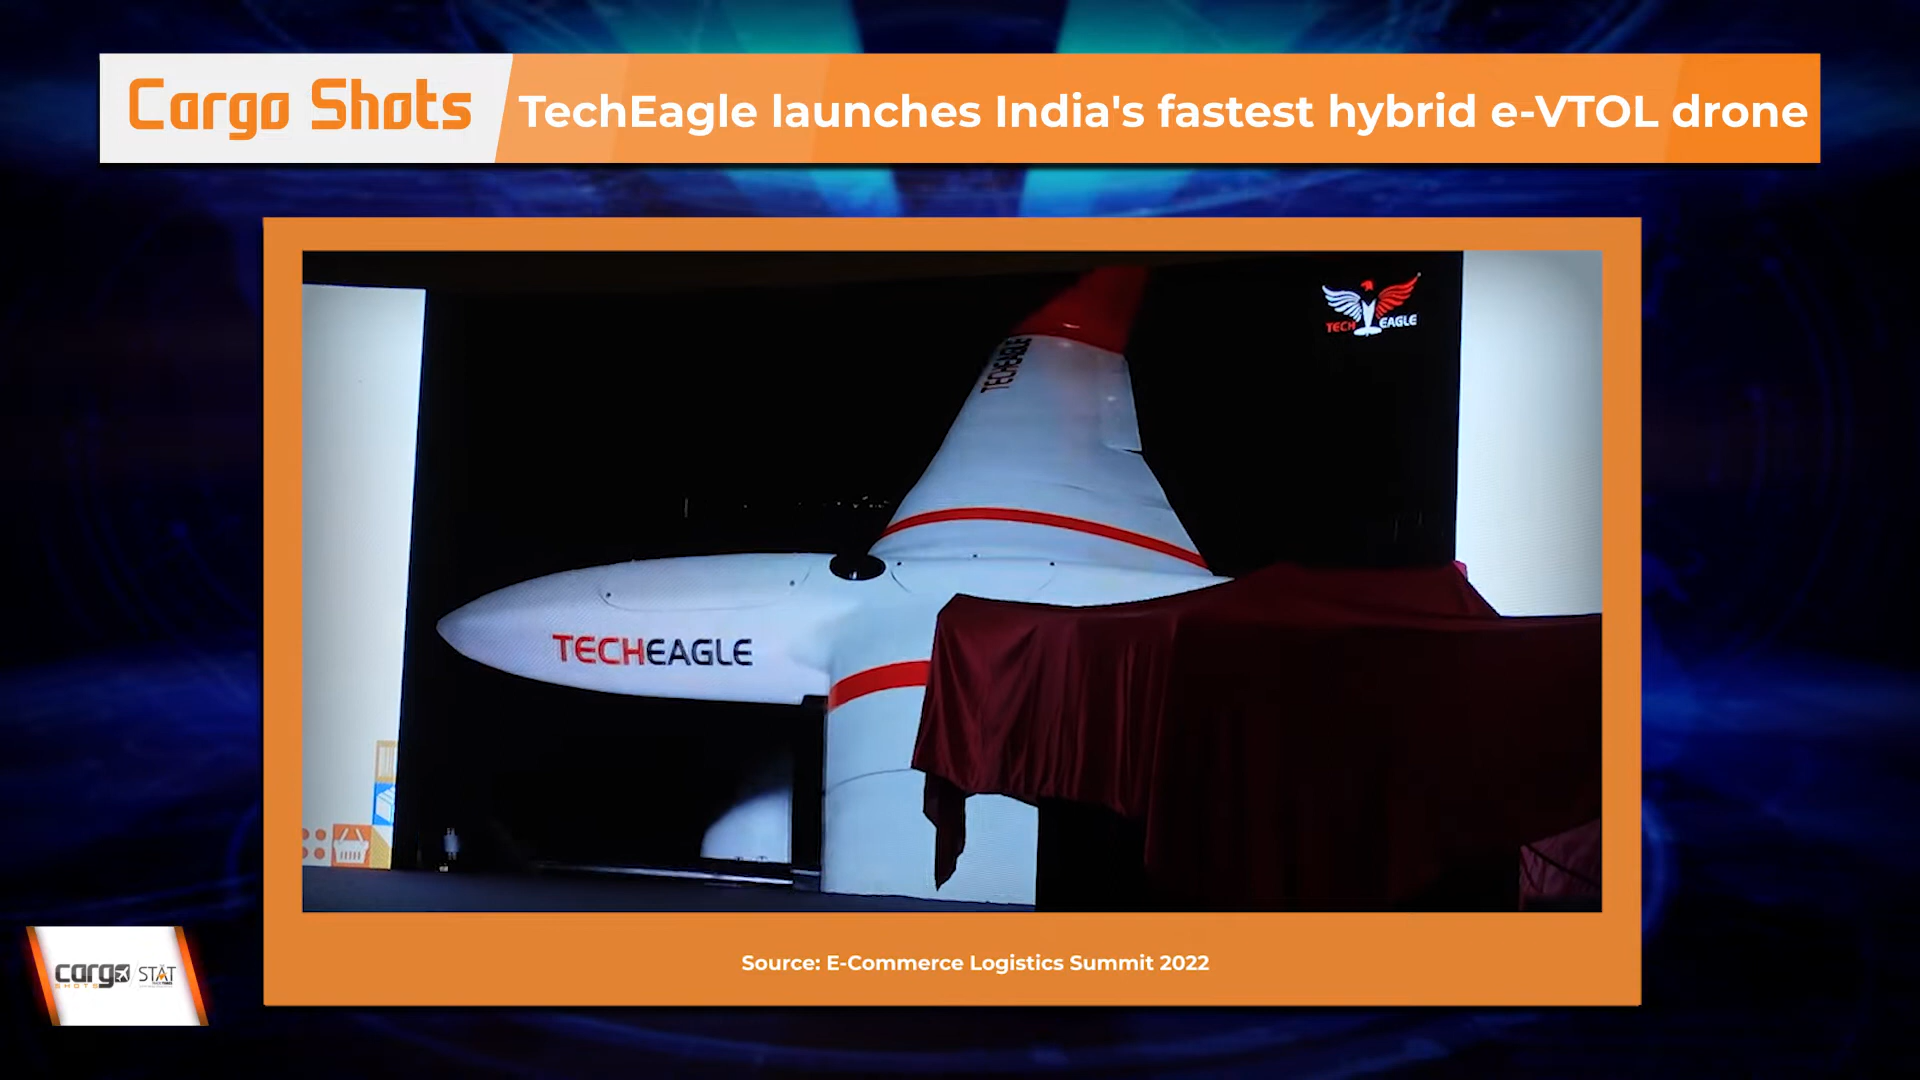 Cargo Shots
TechEagle launches India's fastest hybrid e-VTOL drone
TECH EAGLE
TECHEAGLE
TECHEAGLE
Source: E-Commerce Logistics Summit 2022
cargo
SHOTS
STAT